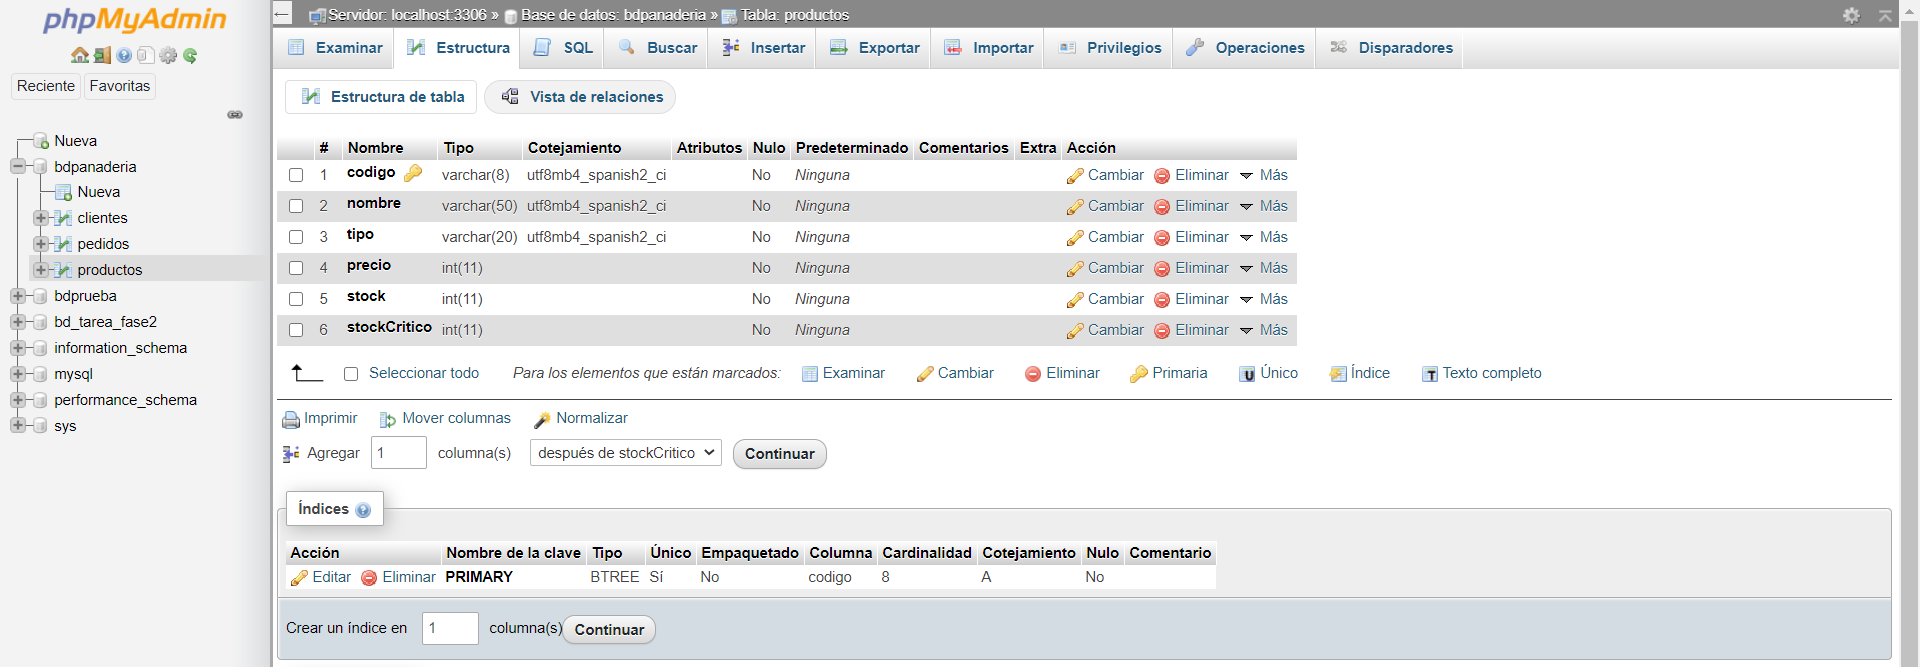 phpMyAdmin
Reciente Favoritas
Nueva
bdpanaderia
Nueva
clientes
pedidos
productos
bdprueba
bd_tarea_fase2
information_schema
mysql
performance_schema
sys
Servidor: localhost:3306 » Base de datos: bdpanaderia » Tabla: productos
Examinar Estructura SQL Buscar Insertar Exportar Importar Privilegios Operaciones Disparadores
Estructura de tabla Vista de relaciones
# Nombre Tipo Cotejamiento Atributos Nulo Predeterminado Comentarios Extra Acción
1 codigo varchar(8) utf8mb4_spanish2_ci No Ninguna Cambiar Eliminar Más
2 nombre varchar(50) utf8mb4_spanish2_ci No Ninguna Cambiar Eliminar Más
3 tipo varchar(20) utf8mb4_spanish2_ci No Ninguna Cambiar Eliminar Más
4 precio int(11) No Ninguna Cambiar Eliminar Más
5 stock int(11) No Ninguna Cambiar Eliminar Más
6 stockCritico int(11) No Ninguna Cambiar Eliminar Más
Seleccionar todo Para los elementos que están marcados: Examinar Cambiar Eliminar Primaria Único Índice Texto completo
Imprimir Mover columnas Normalizar
Agregar 1 columna(s) después de stockCritico Continuar
Índices
Acción Nombre de la clave Tipo Único Empaquetado Columna Cardinalidad Cotejamiento Nulo Comentario
Editar Eliminar PRIMARY BTREE Sí No codigo 8 A No
Crear un índice en 1 columna(s) Continuar